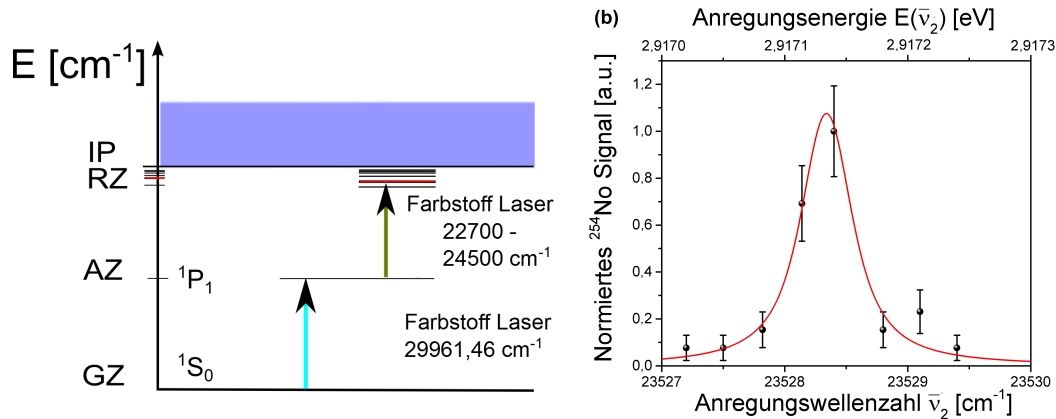 E [cm⁻¹]
IP
RZ
AZ
GZ
¹P₁
¹S₀
Farbstoff Laser
22700 -
24500 cm⁻¹
Farbstoff Laser
29961,46 cm⁻¹
(b)
Anregungsenergie E(ν̅₂) [eV]
2,9170 2,9171 2,9172 2,9173
Normiertes ²⁵⁴No Signal [a.u.]
1,2
1,0
0,8
0,6
0,4
0,2
0,0
23527 23528 23529 23530
Anregungswellenzahl ν̅₂ [cm⁻¹]